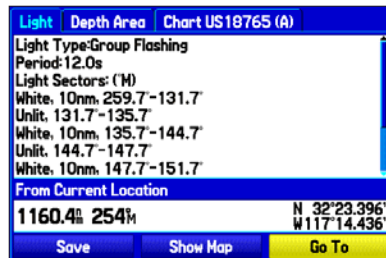 Light Depth Area Chart US18765 (A)
Light Type:Group Flashing
Period:12.0s
Light Sectors: (°M)
White, 10nm, 259.7°-131.7°
Unlit, 131.7°-135.7°
White, 10nm, 135.7°-144.7°
Unlit, 144.7°-147.7°
White, 10nm, 147.7°-151.7°
From Current Location
1160.4nm 254°M
N 32°23.396'
W117°14.436'
Save Show Map Go To